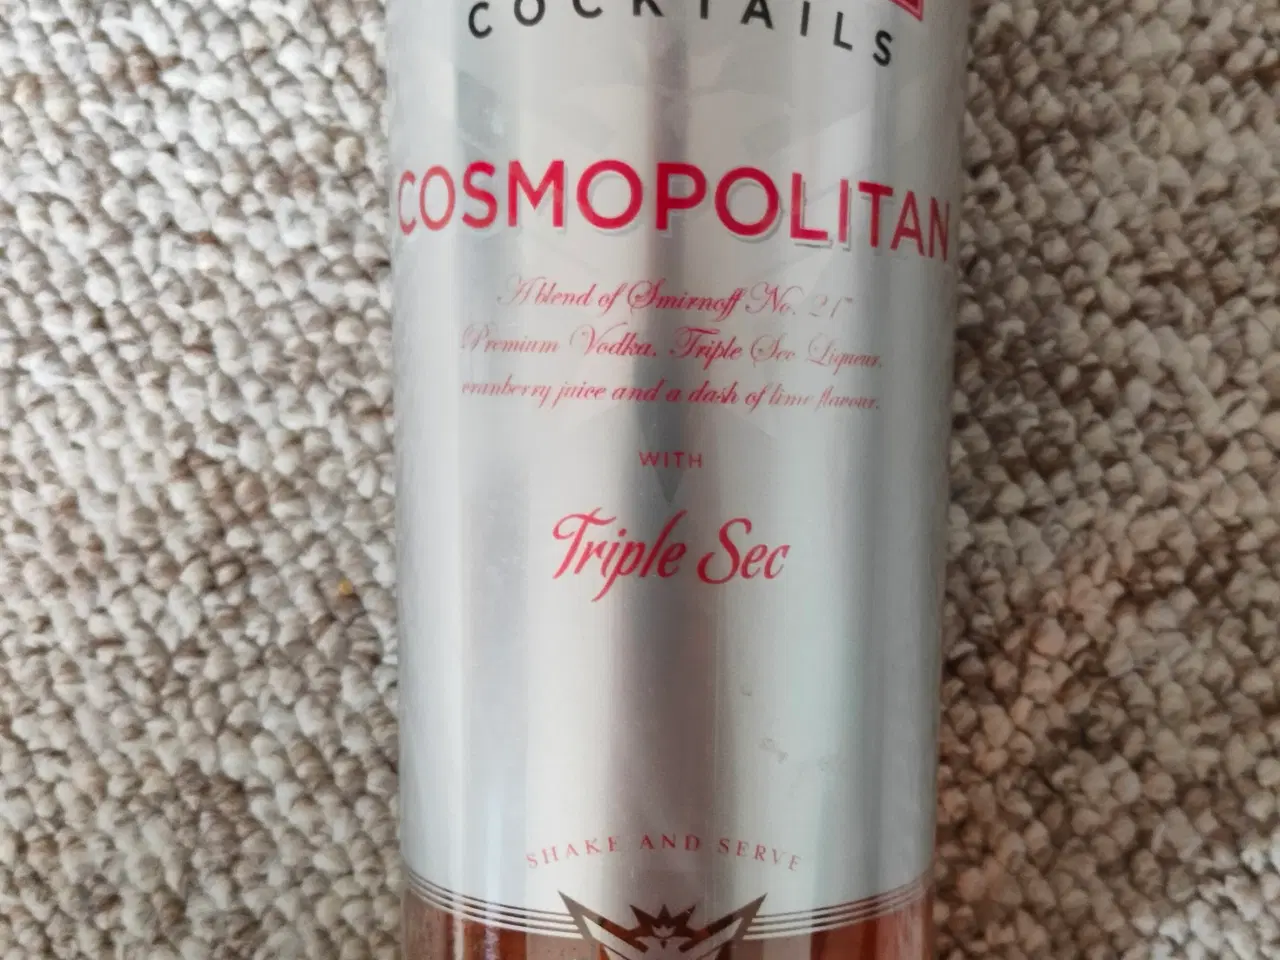 COCKTAILS
COSMOPOLITAN
A blend of Smirnoff No. 21™
Premium Vodka, Triple Sec Liqueur,
cranberry juice and a dash of lime flavour.
WITH
Triple Sec
SHAKE AND SERVE